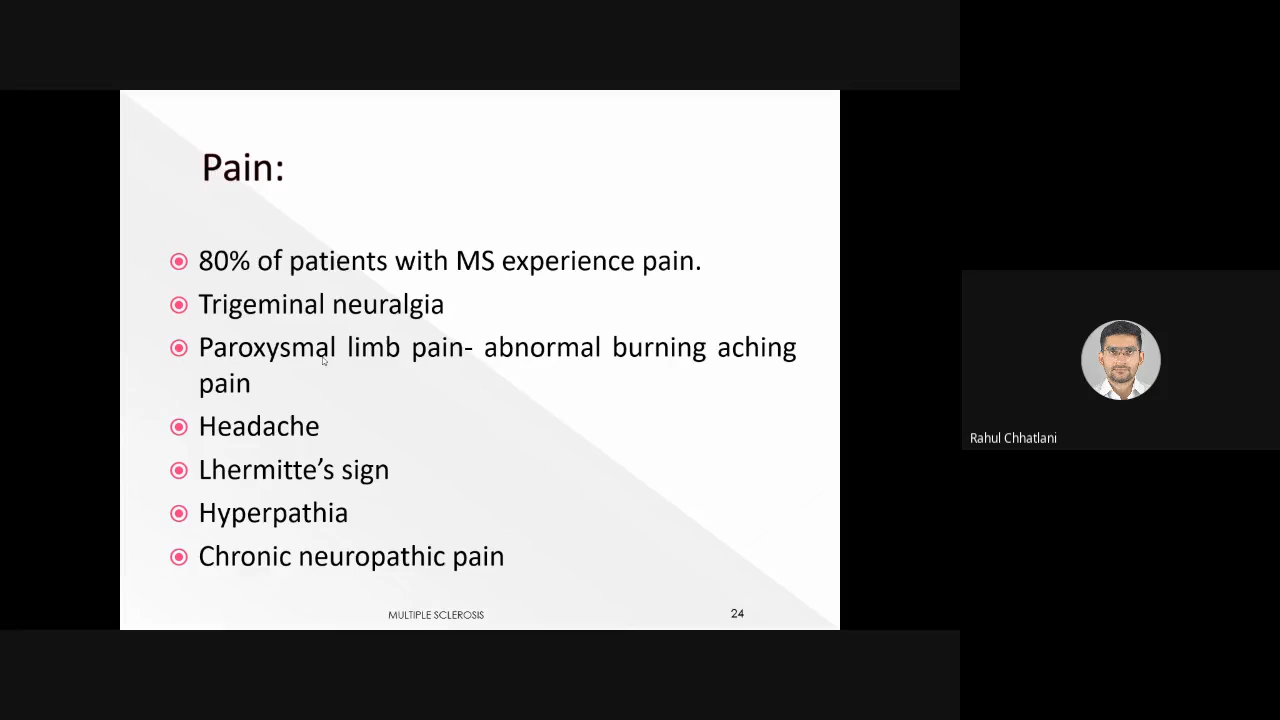 Pain:
80% of patients with MS experience pain.
Trigeminal neuralgia
Paroxysmal limb pain- abnormal burning aching
pain
Headache
Lhermitte’s sign
Hyperpathia
Chronic neuropathic pain
MULTIPLE SCLEROSIS
24
Rahul Chhatlani